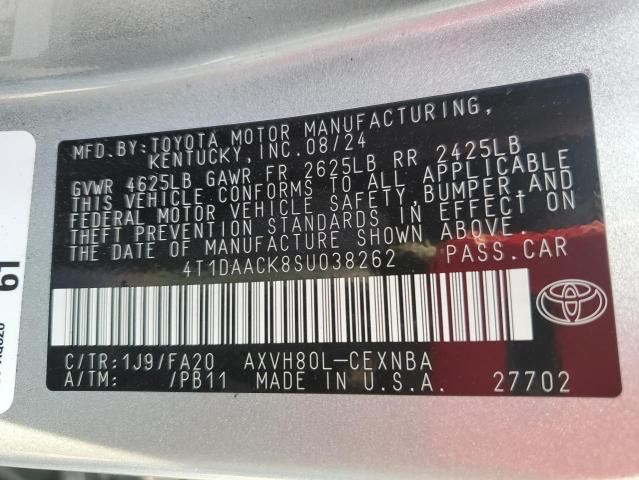 MFD.BY:TOYOTA MOTOR MANUFACTURING,
KENTUCKY,INC.08/24
GVWR 4625LB GAWR FR 2625LB RR 2425LB
THIS VEHICLE CONFORMS TO ALL APPLICABLE
FEDERAL MOTOR VEHICLE SAFETY,BUMPER,AND
THEFT PREVENTION STANDARDS IN EFFECT ON
THE DATE OF MANUFACTURE SHOWN ABOVE.
4T1DAACK8SU038262 PASS.CAR
C/TR:1J9/FA20 AXVH80L-CEXNBA
A/TM: /PB11 MADE IN U.S.A. 27702
19